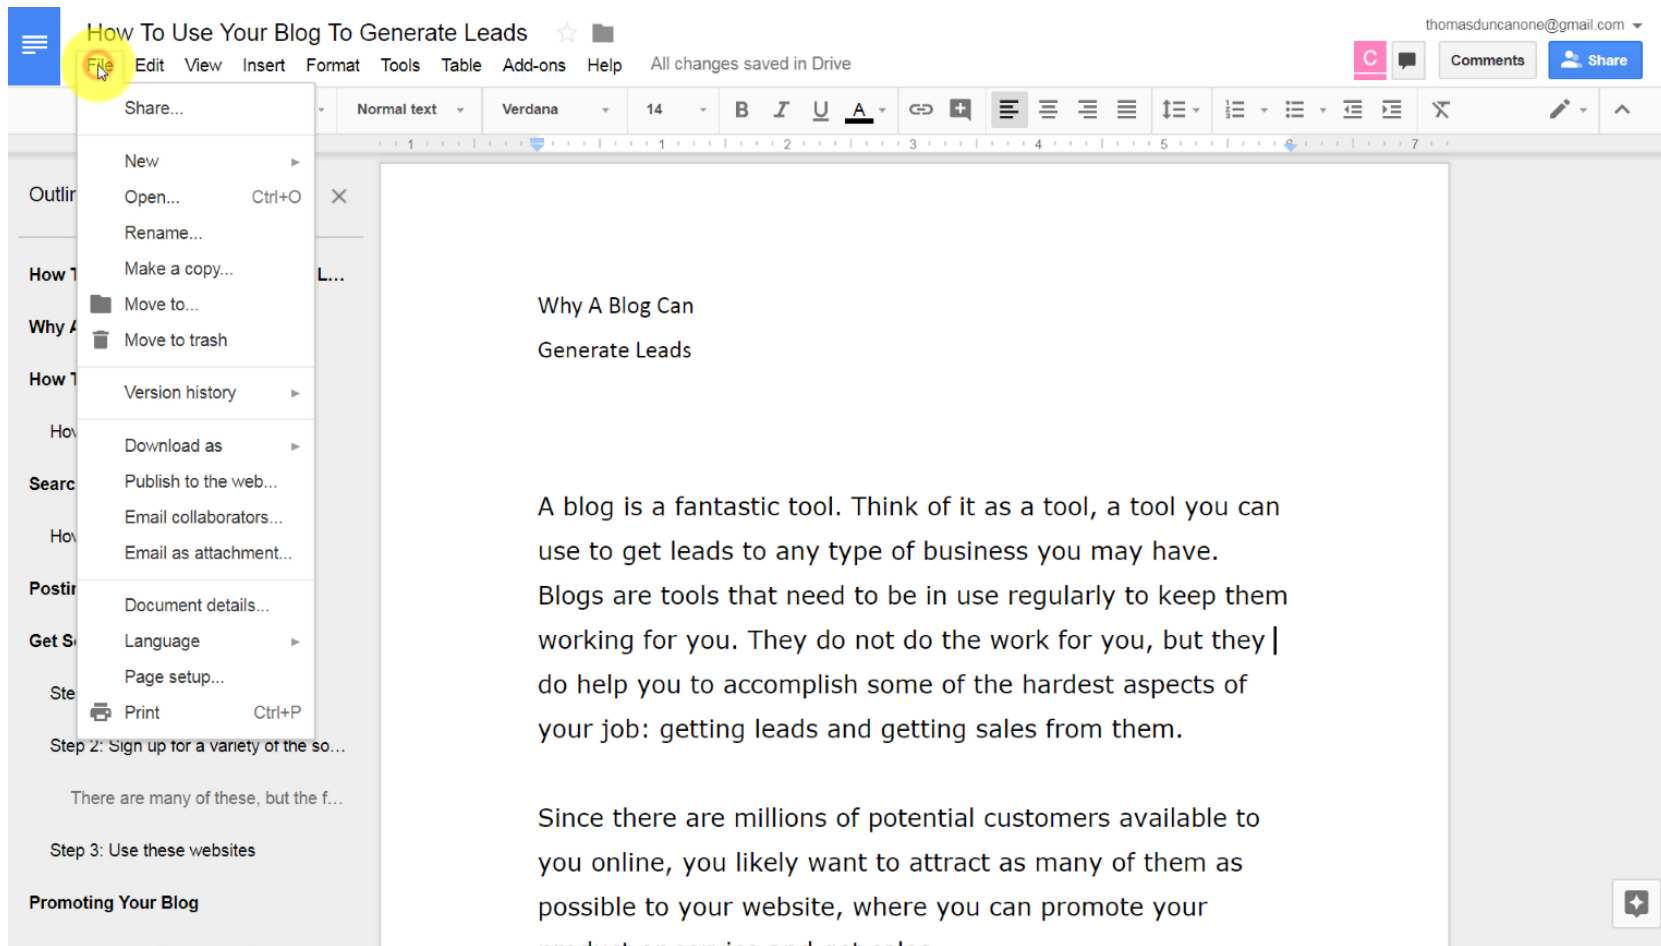 How To Use Your Blog To Generate Leads
thomasduncanone@gmail.com
File Edit View Insert Format Tools Table Add-ons Help All changes saved in Drive
C Comments Share
Normal text Verdana 14 B I U A
1 1 2 3 4 5 6 7
Share...
New
Open... Ctrl+O
Rename...
Make a copy...
Move to...
Move to trash
Version history
Download as
Publish to the web...
Email collaborators...
Email as attachment...
Document details...
Language
Page setup...
Print Ctrl+P
How T L...
Why A
How T
Posti
Step 2: Sign up for a variety of the so...
There are many of these, but the f...
Step 3: Use these websites
Promoting Your Blog
Why A Blog Can
Generate Leads
A blog is a fantastic tool. Think of it as a tool, a tool you can
use to get leads to any type of business you may have.
Blogs are tools that need to be in use regularly to keep them
working for you. They do not do the work for you, but they
do help you to accomplish some of the hardest aspects of
your job: getting leads and getting sales from them.
Since there are millions of potential customers available to
you online, you likely want to attract as many of them as
possible to your website, where you can promote your